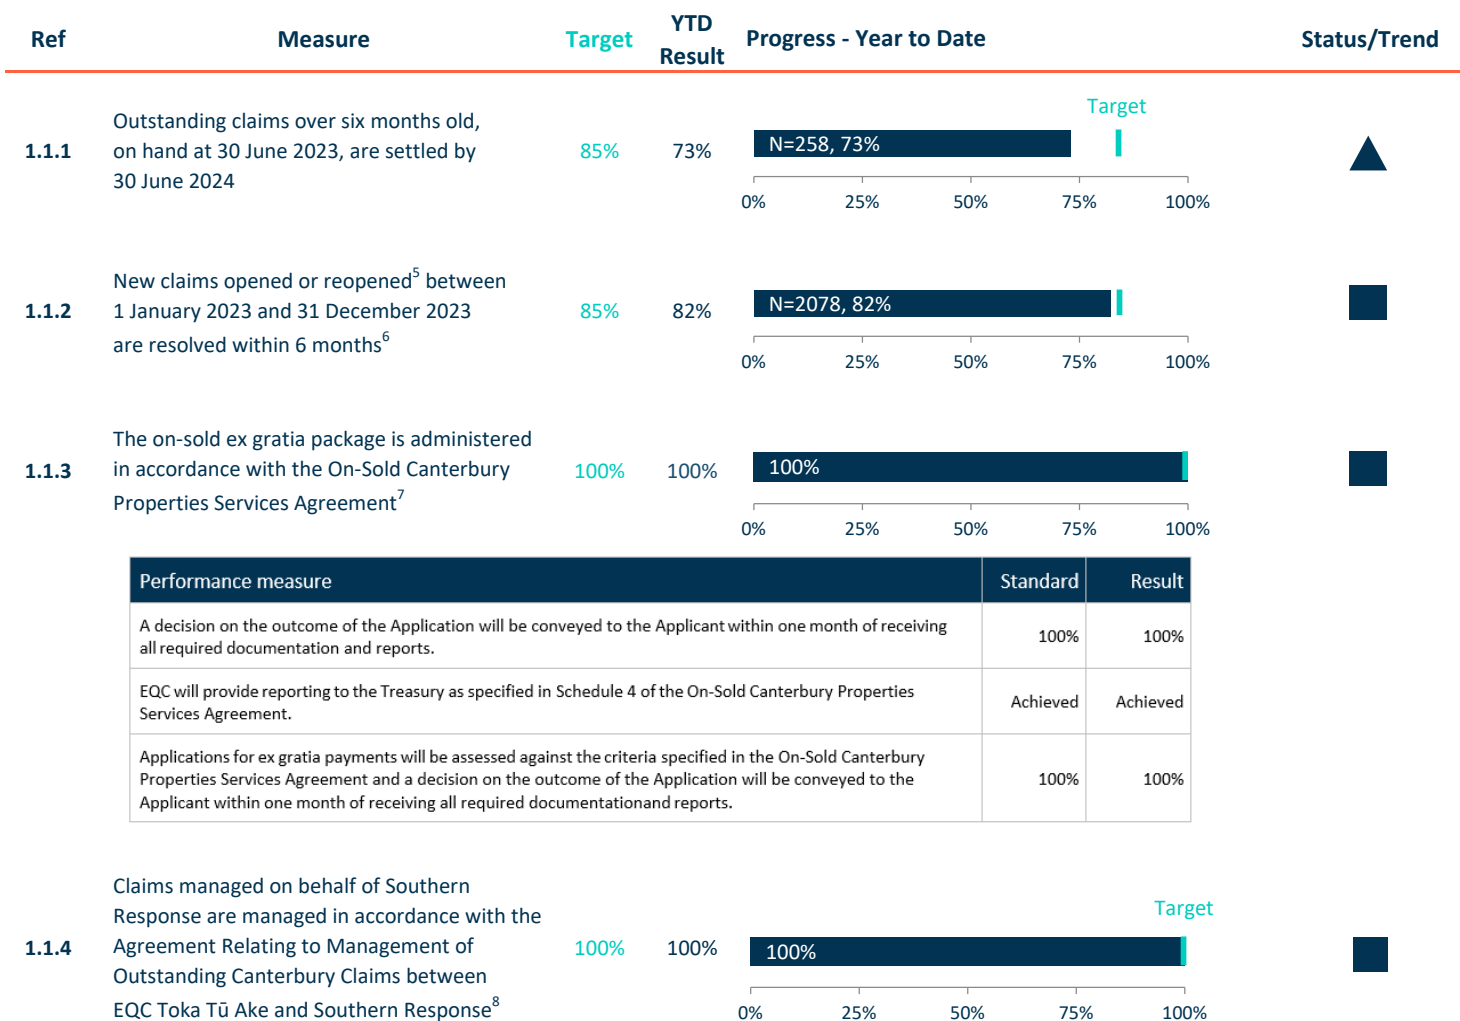 Ref Measure Target YTD Result Progress - Year to Date Status/Trend
Target
1.1.1
Outstanding claims over six months old,
on hand at 30 June 2023, are settled by
30 June 2024
85% 73%
N=258, 73%
0% 25% 50% 75% 100%
1.1.2
New claims opened or reopened5 between
1 January 2023 and 31 December 2023
are resolved within 6 months6
85% 82%
N=2078, 82%
0% 25% 50% 75% 100%
1.1.3
The on-sold ex gratia package is administered
in accordance with the On-Sold Canterbury
Properties Services Agreement7
100% 100%
100%
0% 25% 50% 75% 100%
Performance measure Standard Result
A decision on the outcome of the Application will be conveyed to the Applicant within one month of receiving
all required documentation and reports.
100% 100%
EQC will provide reporting to the Treasury as specified in Schedule 4 of the On-Sold Canterbury Properties
Services Agreement.
Achieved Achieved
Applications for ex gratia payments will be assessed against the criteria specified in the On-Sold Canterbury
Properties Services Agreement and a decision on the outcome of the Application will be conveyed to the
Applicant within one month of receiving all required documentationand reports.
100% 100%
1.1.4
Claims managed on behalf of Southern
Response are managed in accordance with the
Agreement Relating to Management of
Outstanding Canterbury Claims between
EQC Toka Tū Ake and Southern Response8
100% 100%
Target
100%
0% 25% 50% 75% 100%